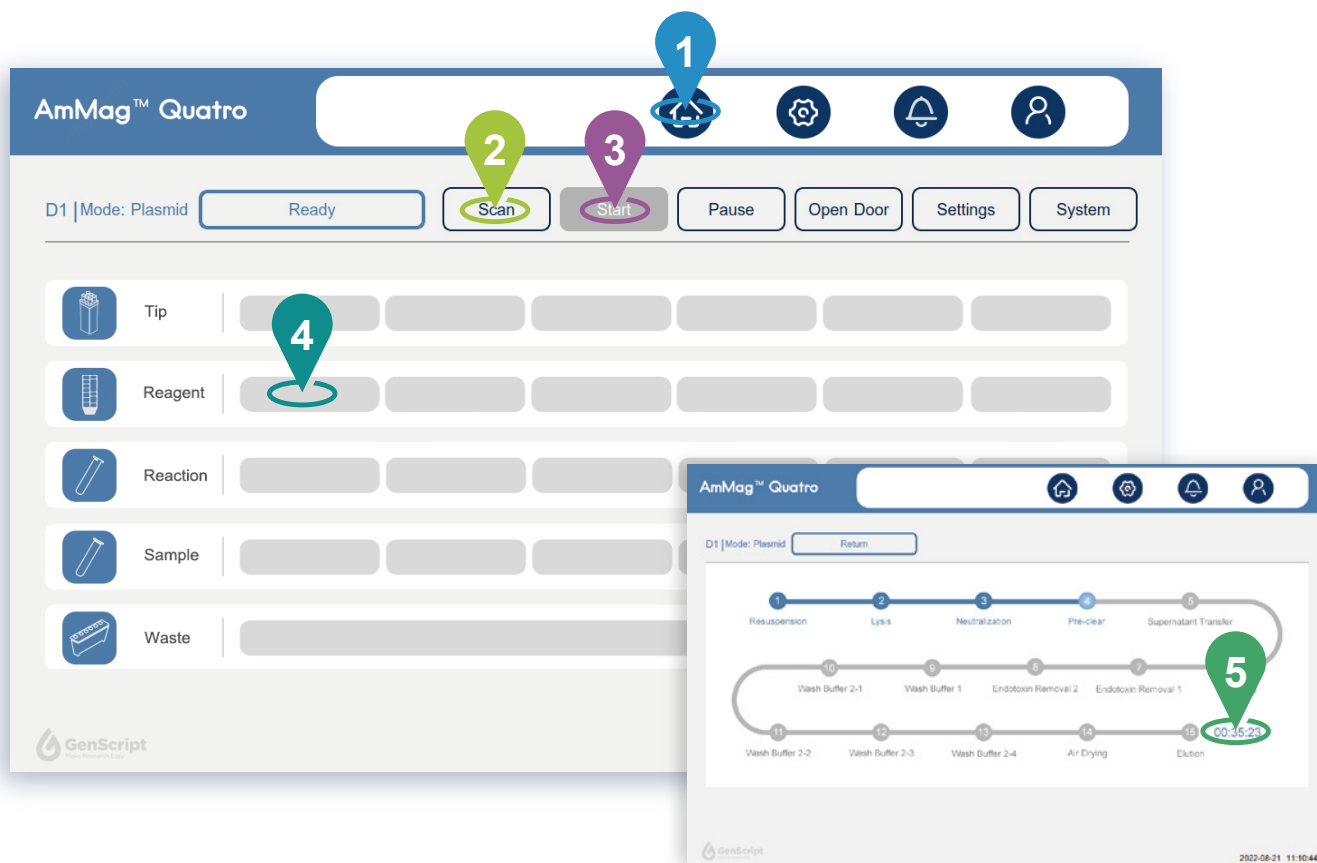 1
AmMag™ Quatro
2
3
D1 | Mode: Plasmid
Ready
Scan
Start
Pause
Open Door
Settings
System
Tip
4
Reagent
Reaction
Sample
Waste
GenScript
AmMag™ Quatro
D1 | Mode: Plasmid
Return
1 2 3 4 5
Resuspension Lysis Neutralization Pre-clear Supernatant Transfer
5
10 9 8 7
Wash Buffer 2-1 Wash Buffer 1 Endotoxin Removal 2 Endotoxin Removal 1
11 12 13 14 15 00:35:23
Wash Buffer 2-2 Wash Buffer 2-3 Wash Buffer 2-4 Air Drying Elution
GenScript
2022-08-21 11:10:44